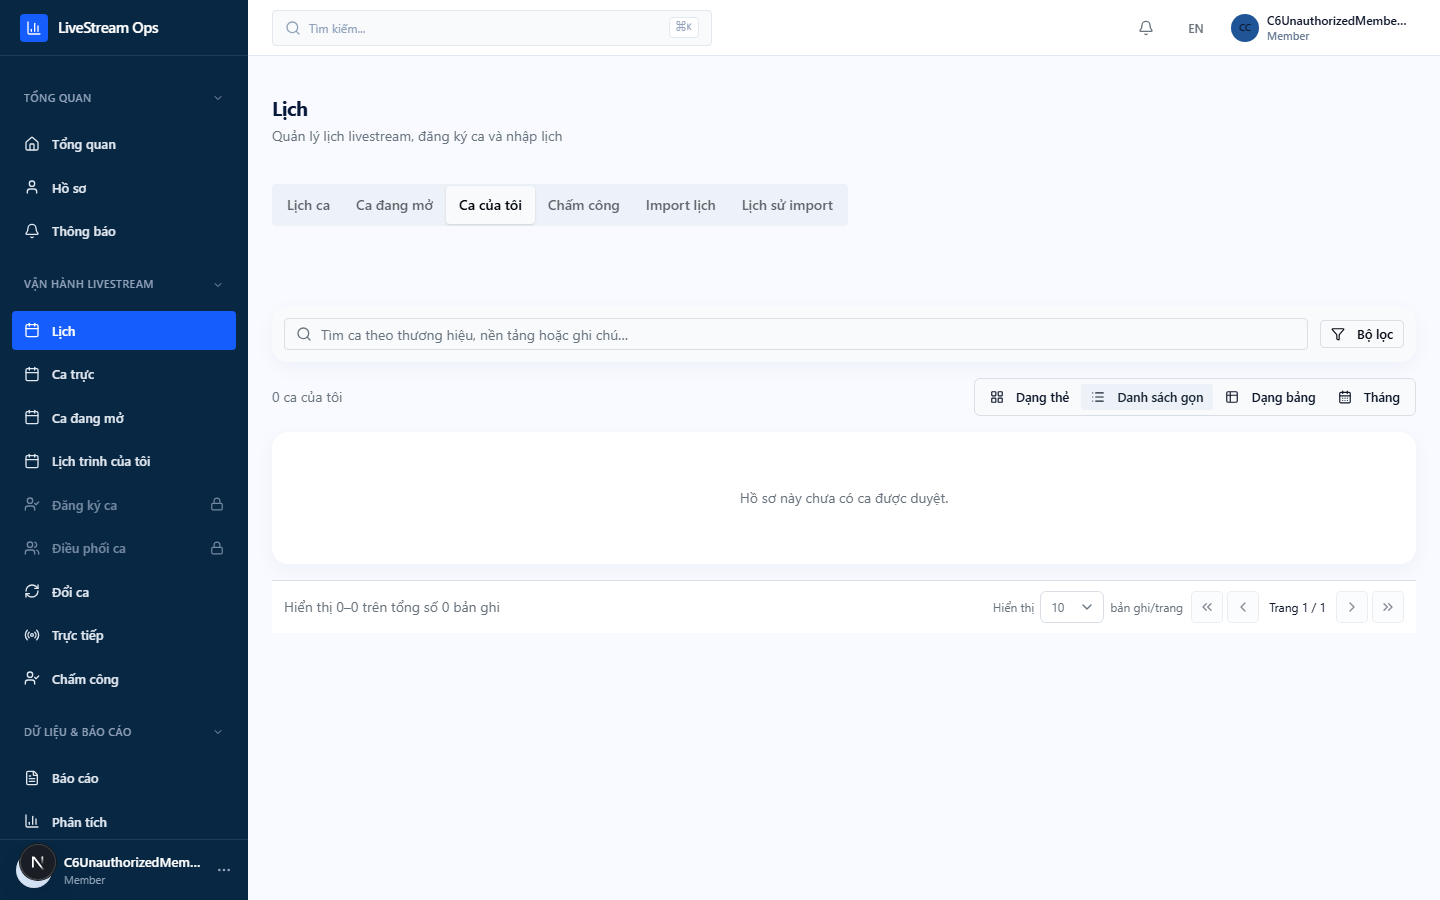 LiveStream Ops
Tìm kiếm...
⌘K
EN
CC
C6UnauthorizedMembe...
Member
TỔNG QUAN
Tổng quan
Hồ sơ
Thông báo
VẬN HÀNH LIVESTREAM
Lịch
Ca trực
Ca đang mở
Lịch trình của tôi
Đăng ký ca
Điều phối ca
Đổi ca
Trực tiếp
Chấm công
DỮ LIỆU & BÁO CÁO
Báo cáo
Phân tích
N
C6UnauthorizedMem...
Member
Lịch
Quản lý lịch livestream, đăng ký ca và nhập lịch
Lịch ca
Ca đang mở
Ca của tôi
Chấm công
Import lịch
Lịch sử import
Tìm ca theo thương hiệu, nền tảng hoặc ghi chú...
Bộ lọc
0 ca của tôi
Dạng thẻ
Danh sách gọn
Dạng bảng
Tháng
Hồ sơ này chưa có ca được duyệt.
Hiển thị 0–0 trên tổng số 0 bản ghi
Hiển thị 10 bản ghi/trang
Trang 1 / 1